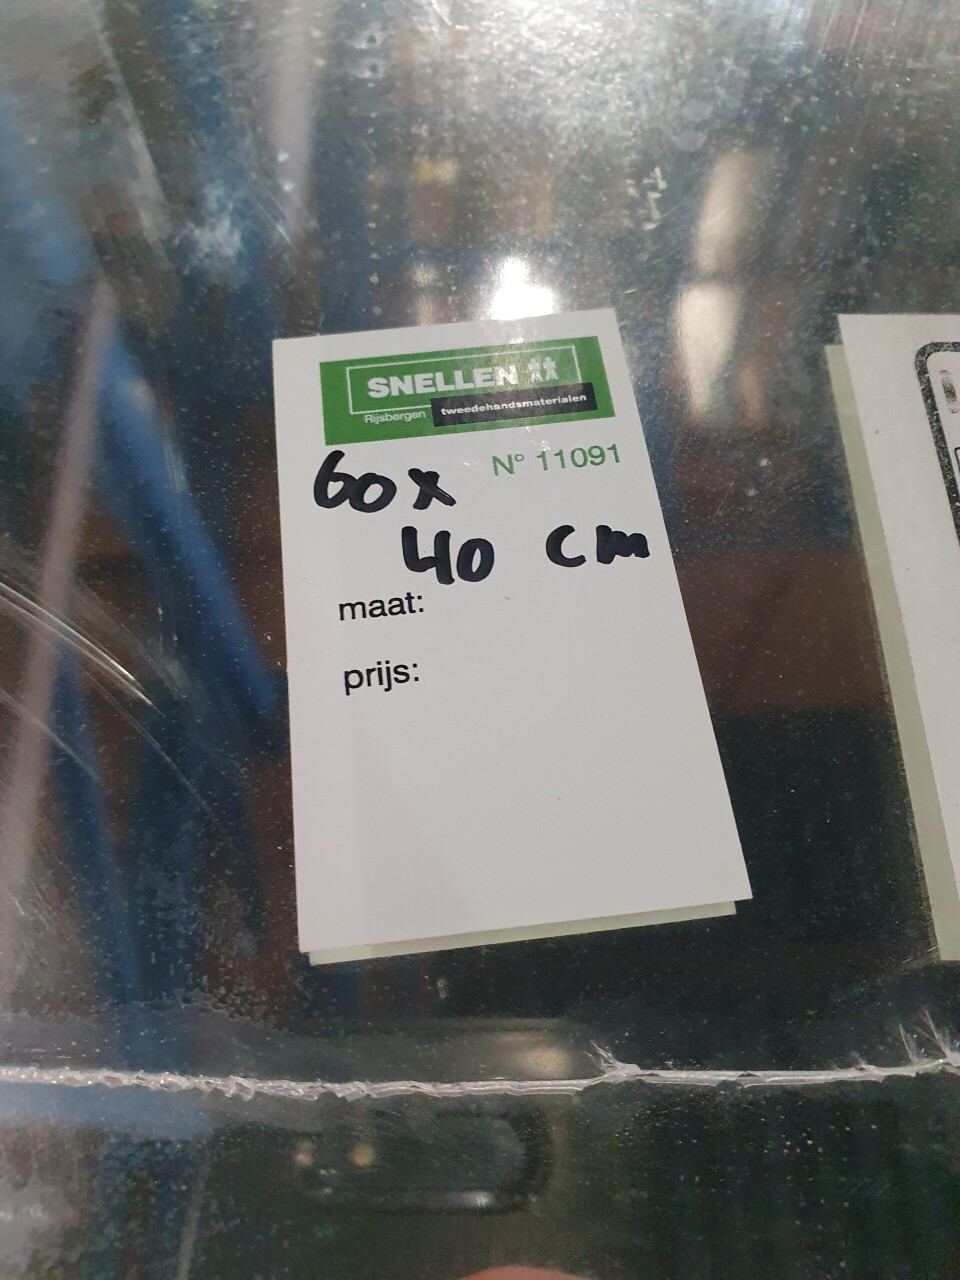 SNELLEN
Rijsbergen tweedehandsmaterialen
N° 11091
60 x
40 cm
maat:
prijs: